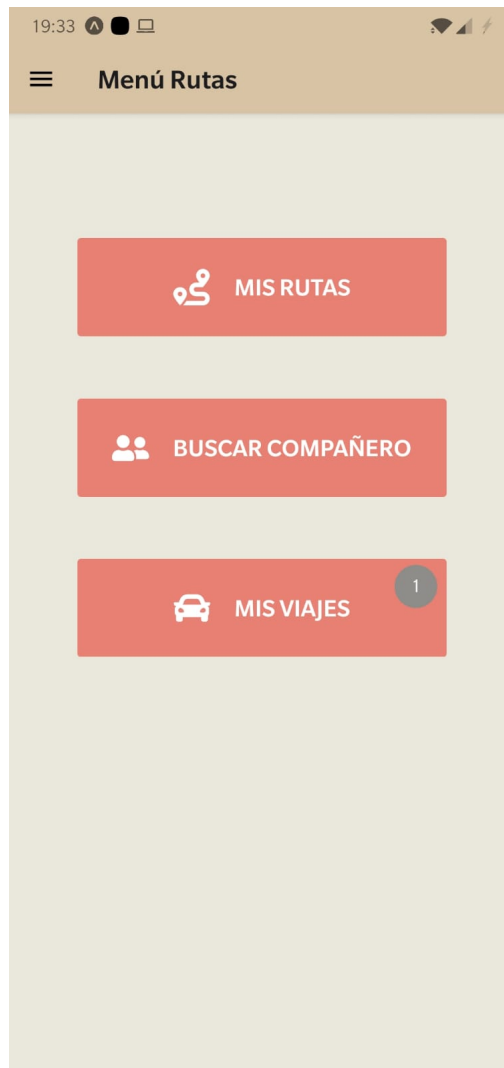 19:33
Menú Rutas
MIS RUTAS
BUSCAR COMPAÑERO
1
MIS VIAJES